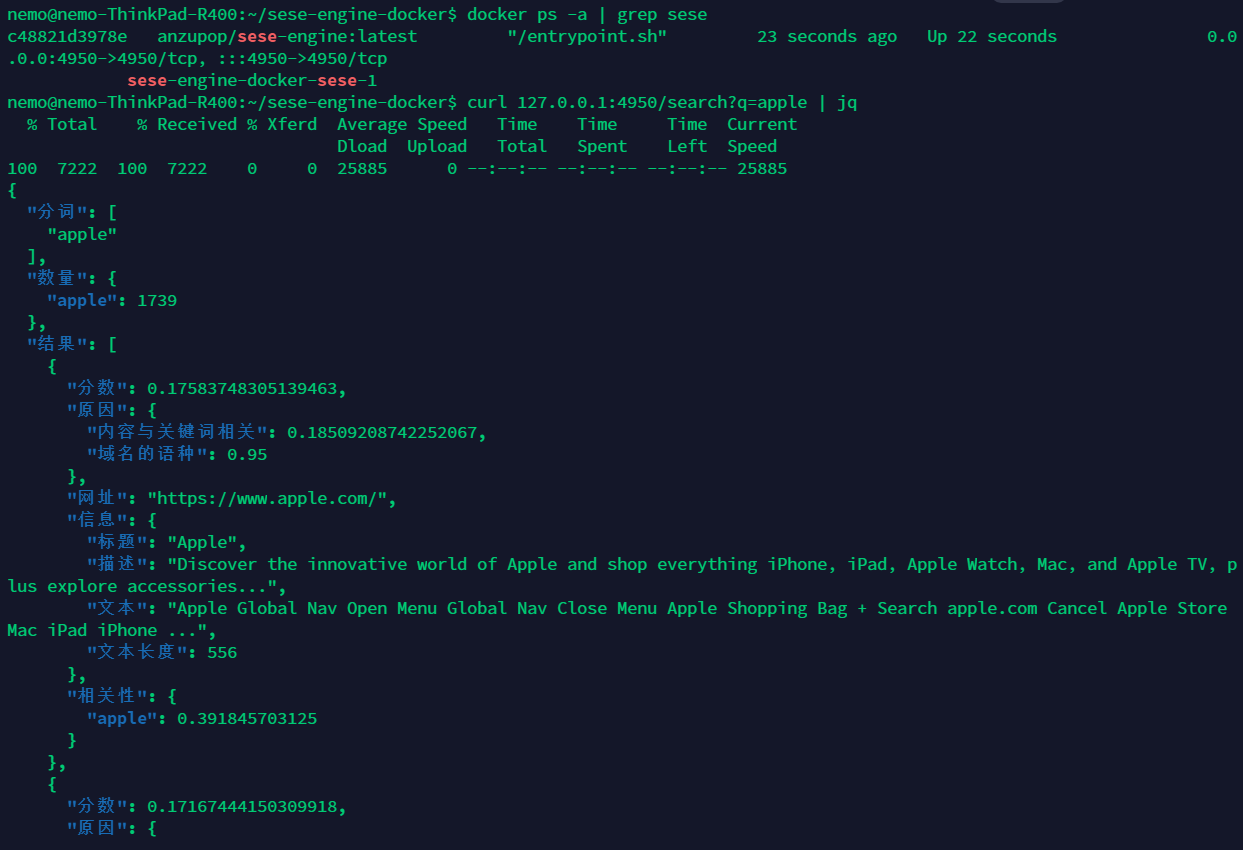 nemo@nemo-ThinkPad-R400:~/sese-engine-docker$ docker ps -a | grep sese
c48821d3978e   anzupop/sese-engine:latest         "/entrypoint.sh"         23 seconds ago   Up 22 seconds               0.0
.0.0:4950->4950/tcp, :::4950->4950/tcp
            sese-engine-docker-sese-1
nemo@nemo-ThinkPad-R400:~/sese-engine-docker$ curl 127.0.0.1:4950/search?q=apple | jq
  % Total    % Received % Xferd  Average Speed   Time    Time     Time  Current
                                 Dload  Upload   Total   Spent    Left  Speed
100  7222  100  7222    0     0  25885      0 --:--:-- --:--:-- --:--:-- 25885
{
  "分词": [
    "apple"
  ],
  "数量": {
    "apple": 1739
  },
  "结果": [
    {
      "分数": 0.17583748305139463,
      "原因": {
        "内容与关键词相关": 0.18509208742252067,
        "域名的语种": 0.95
      },
      "网址": "https://www.apple.com/",
      "信息": {
        "标题": "Apple",
        "描述": "Discover the innovative world of Apple and shop everything iPhone, iPad, Apple Watch, Mac, and Apple TV, p
lus explore accessories...",
        "文本": "Apple Global Nav Open Menu Global Nav Close Menu Apple Shopping Bag + Search apple.com Cancel Apple Store
Mac iPad iPhone ...",
        "文本长度": 556
      },
      "相关性": {
        "apple": 0.391845703125
      }
    },
    {
      "分数": 0.17167444150309918,
      "原因": {